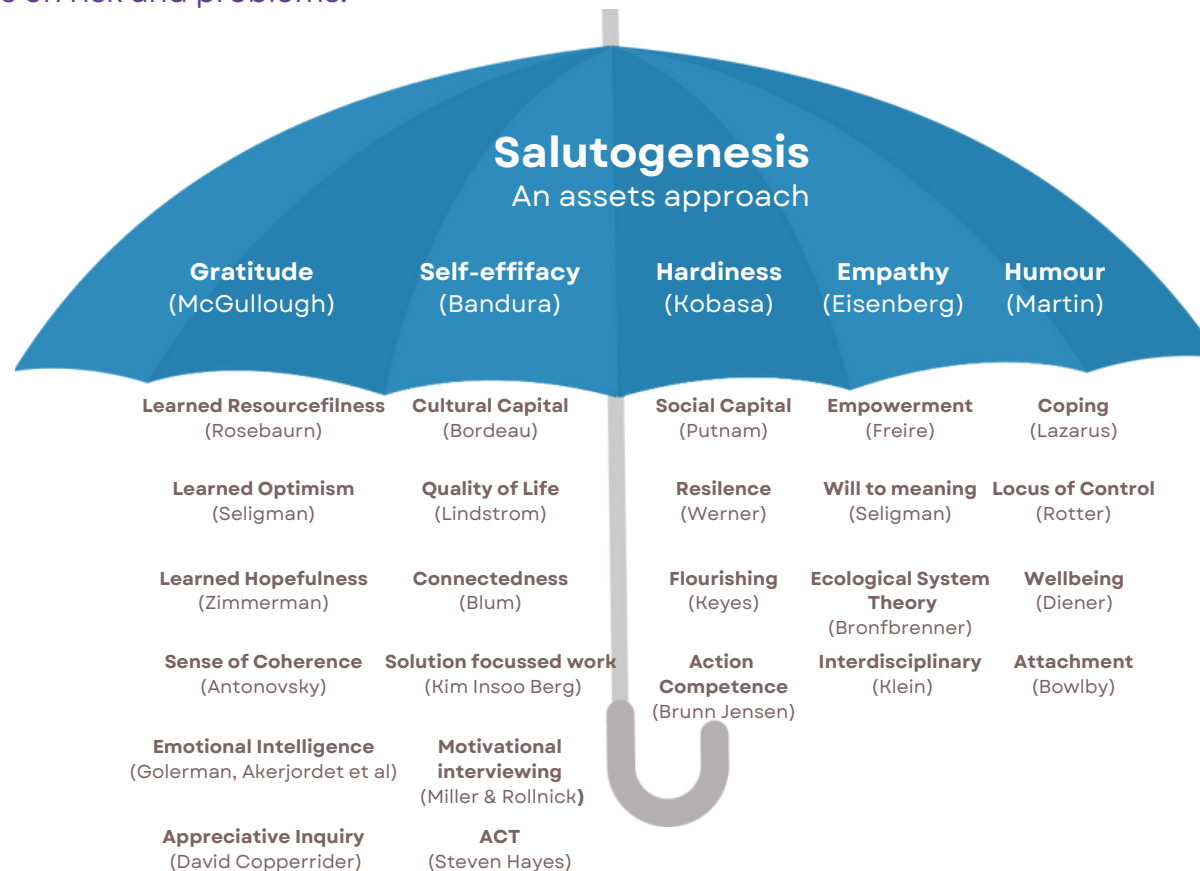 on risk and problems.
Salutogenesis
An assets approach
Gratitude
(McGullough)
Self-effifacy
(Bandura)
Hardiness
(Kobasa)
Empathy
(Eisenberg)
Humour
(Martin)
Learned Resourcefilness
(Rosebaurn)
Cultural Capital
(Bordeau)
Social Capital
(Putnam)
Empowerment
(Freire)
Coping
(Lazarus)
Learned Optimism
(Seligman)
Quality of Life
(Lindstrom)
Resilence
(Werner)
Will to meaning
(Seligman)
Locus of Control
(Rotter)
Learned Hopefulness
(Zimmerman)
Connectedness
(Blum)
Flourishing
(Keyes)
Ecological System
Theory
(Bronfbrenner)
Wellbeing
(Diener)
Sense of Coherence
(Antonovsky)
Solution focussed work
(Kim Insoo Berg)
Action
Competence
(Brunn Jensen)
Interdisciplinary
(Klein)
Attachment
(Bowlby)
Emotional Intelligence
(Golerman, Akerjordet et al)
Motivational
interviewing
(Miller & Rollnick)
Appreciative Inquiry
(David Copperrider)
ACT
(Steven Hayes)